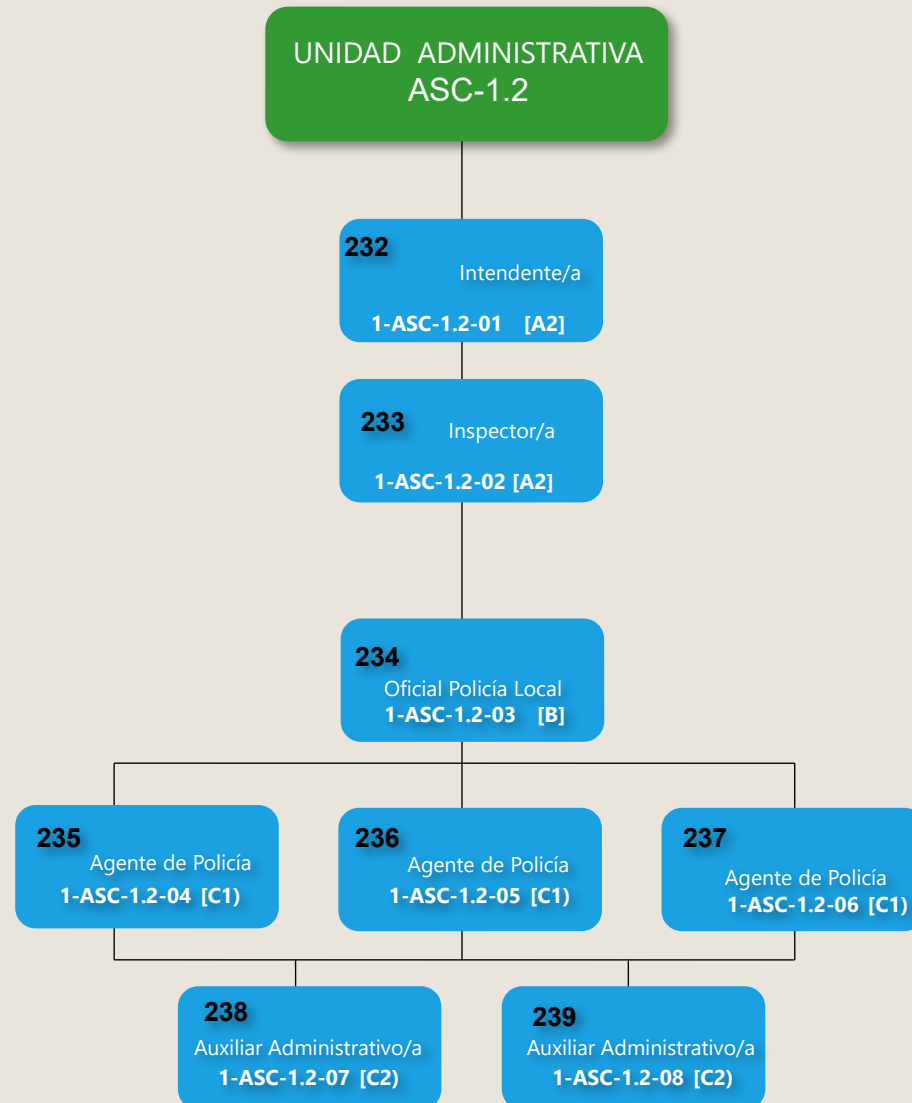 UNIDAD ADMINISTRATIVA
ASC-1.2
232
Intendente/a
1-ASC-1.2-01 [A2]
233
Inspector/a
1-ASC-1.2-02 [A2]
234
Oficial Policía Local
1-ASC-1.2-03 [B]
235
Agente de Policía
1-ASC-1.2-04 [C1)
236
Agente de Policía
1-ASC-1.2-05 [C1)
237
Agente de Policía
1-ASC-1.2-06 [C1)
238
Auxiliar Administrativo/a
1-ASC-1.2-07 [C2)
239
Auxiliar Administrativo/a
1-ASC-1.2-08 [C2)